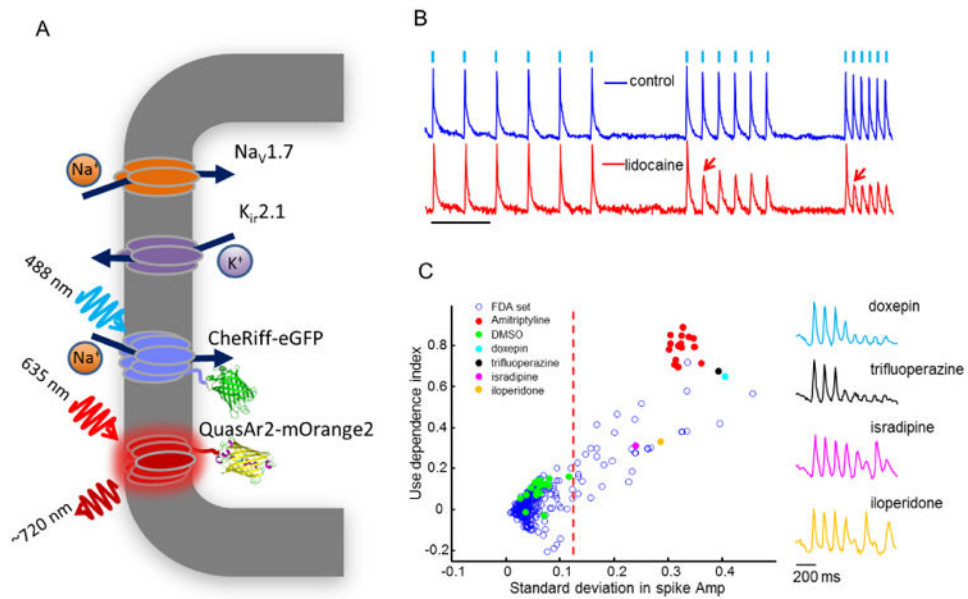 A
Na⁺
Naᵥ1.7
Kᵢᵣ2.1
K⁺
488 nm
Na⁺
CheRiff-eGFP
635 nm
QuasAr2-mOrange2
~720 nm
B
control
lidocaine
C
FDA set
Amitriptyline
DMSO
doxepin
trifluoperazine
isradipine
iloperidone
Use dependence index
0.8
0.6
0.4
0.2
0
-0.2
-0.1 0 0.1 0.2 0.3 0.4
Standard deviation in spike Amp
doxepin
trifluoperazine
isradipine
iloperidone
200 ms